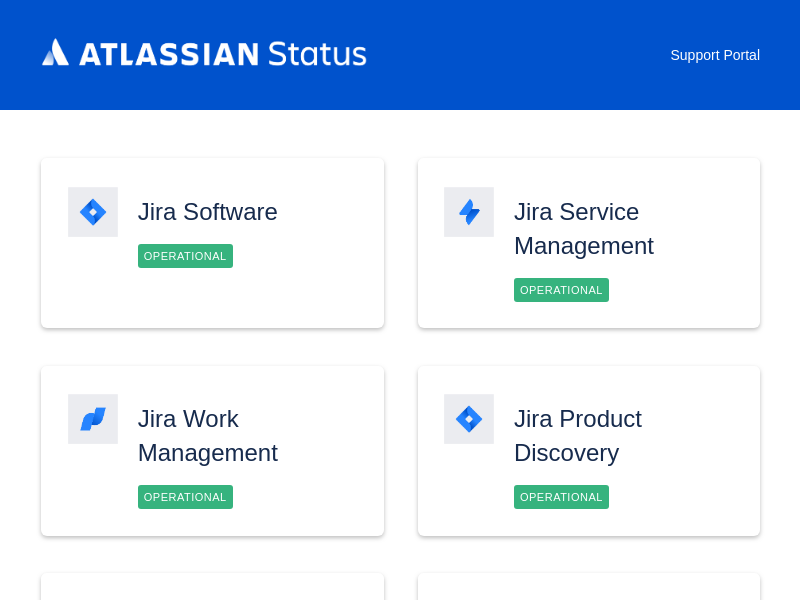 ATLASSIAN Status
Support Portal
Jira Software
OPERATIONAL
Jira Service
Management
OPERATIONAL
Jira Work
Management
OPERATIONAL
Jira Product
Discovery
OPERATIONAL